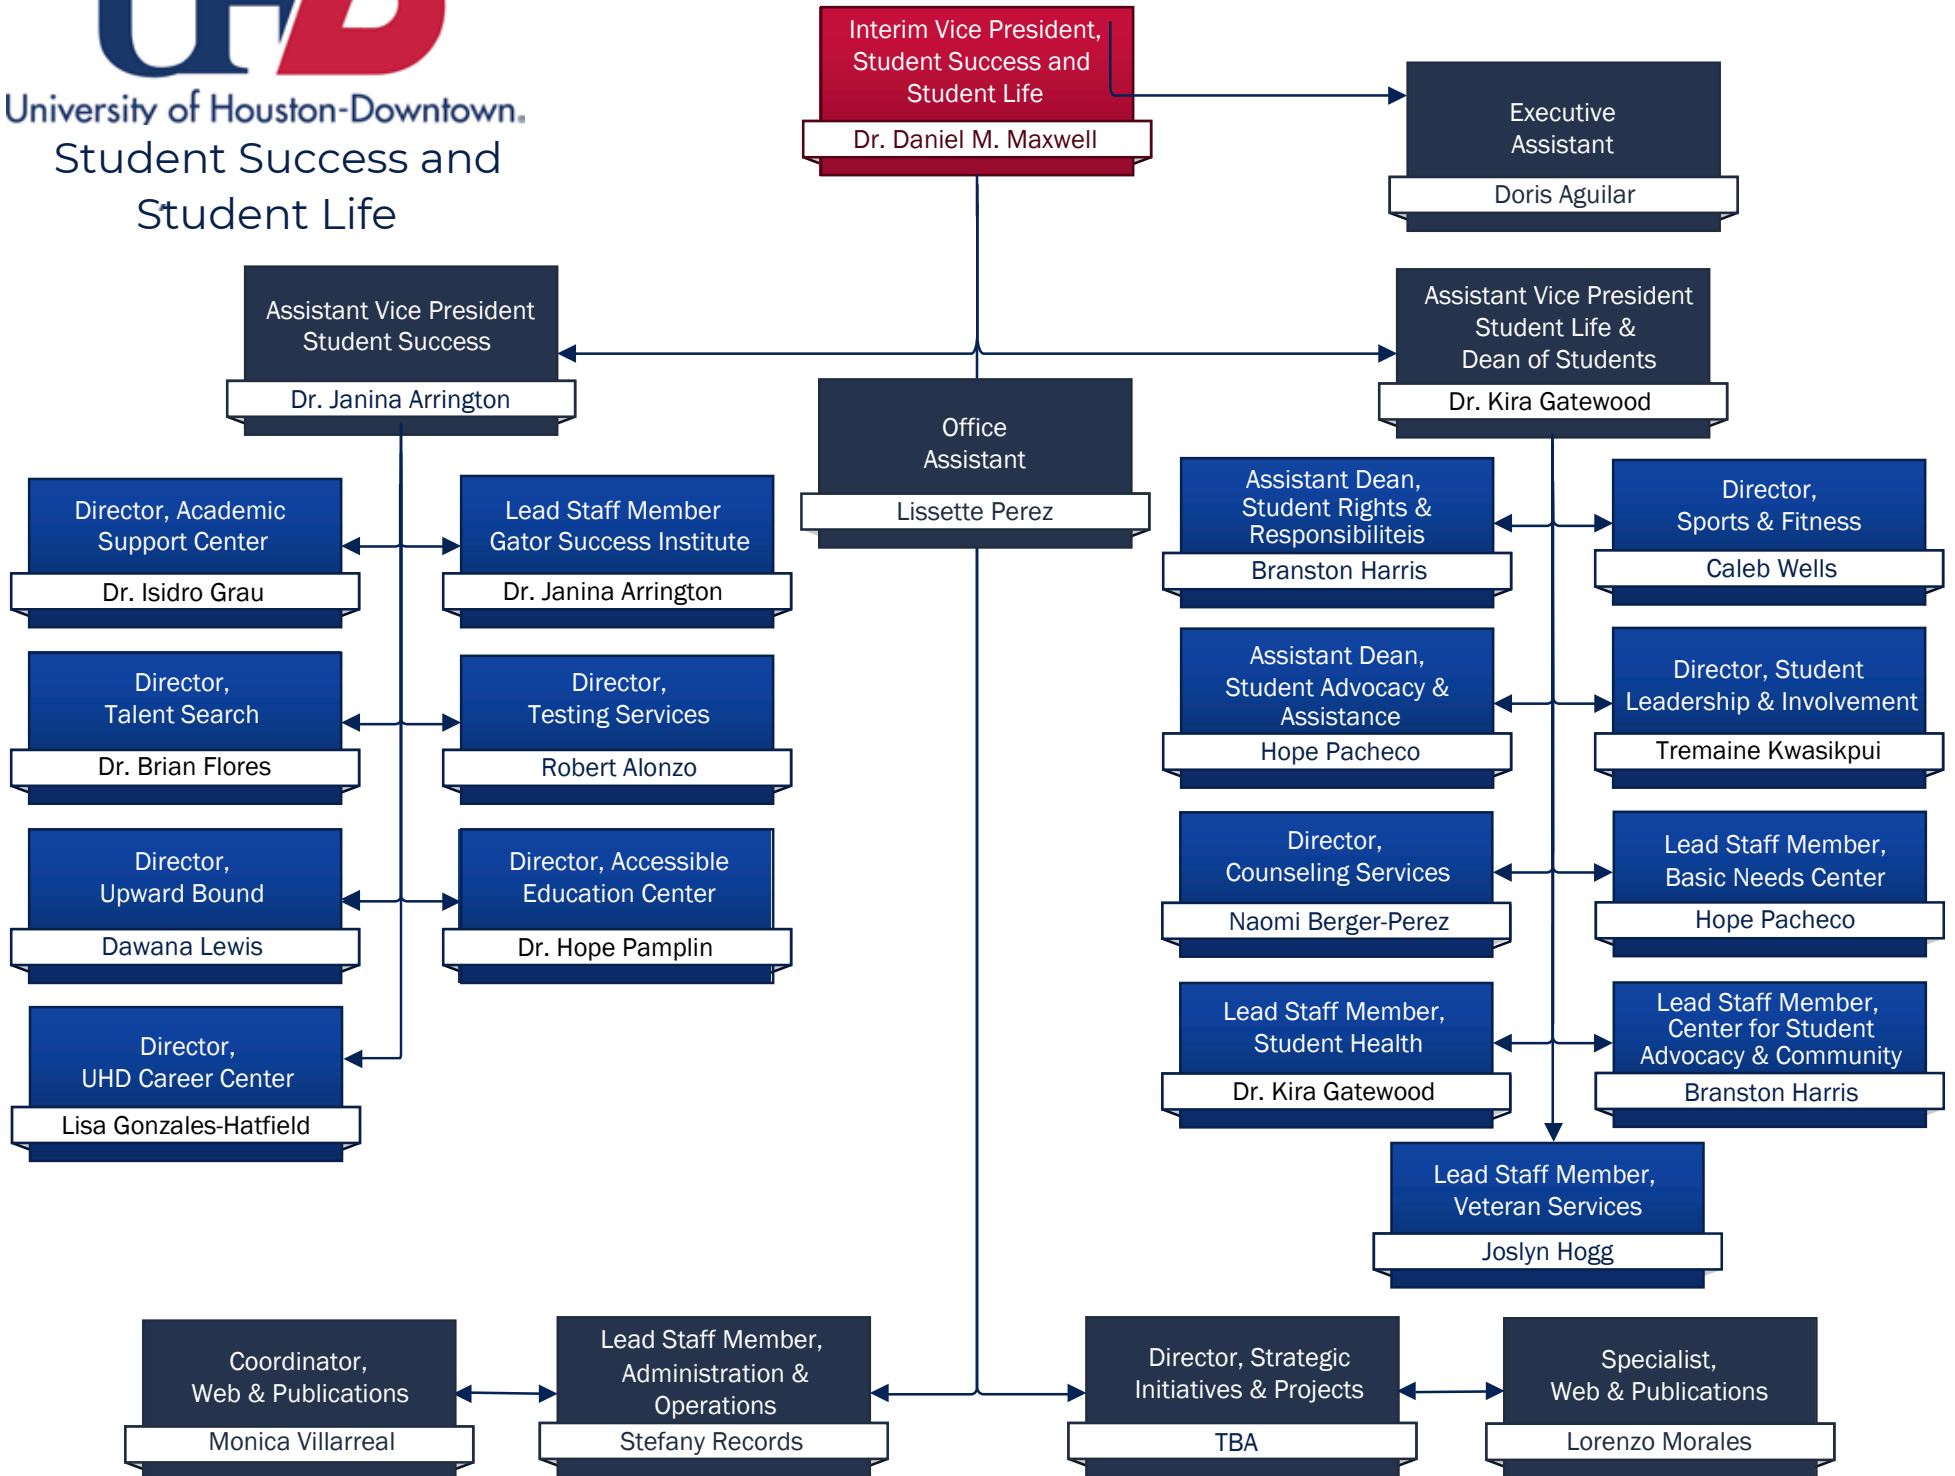 UHD
University of Houston-Downtown.
Student Success and
Student Life
Interim Vice President,
Student Success and
Student Life
Dr. Daniel M. Maxwell
Executive
Assistant
Doris Aguilar
Assistant Vice President
Student Success
Dr. Janina Arrington
Assistant Vice President
Student Life &
Dean of Students
Dr. Kira Gatewood
Office
Assistant
Lissette Perez
Director, Academic
Support Center
Dr. Isidro Grau
Lead Staff Member
Gator Success Institute
Dr. Janina Arrington
Director,
Talent Search
Dr. Brian Flores
Director,
Testing Services
Robert Alonzo
Director,
Upward Bound
Dawana Lewis
Director, Accessible
Education Center
Dr. Hope Pamplin
Director,
UHD Career Center
Lisa Gonzales-Hatfield
Assistant Dean,
Student Rights &
Responsibiliteis
Branston Harris
Director,
Sports & Fitness
Caleb Wells
Assistant Dean,
Student Advocacy &
Assistance
Hope Pacheco
Director, Student
Leadership & Involvement
Tremaine Kwasikpui
Director,
Counseling Services
Naomi Berger-Perez
Lead Staff Member,
Basic Needs Center
Hope Pacheco
Lead Staff Member,
Student Health
Dr. Kira Gatewood
Lead Staff Member,
Center for Student
Advocacy & Community
Branston Harris
Lead Staff Member,
Veteran Services
Joslyn Hogg
Coordinator,
Web & Publications
Monica Villarreal
Lead Staff Member,
Administration &
Operations
Stefany Records
Director, Strategic
Initiatives & Projects
TBA
Specialist,
Web & Publications
Lorenzo Morales